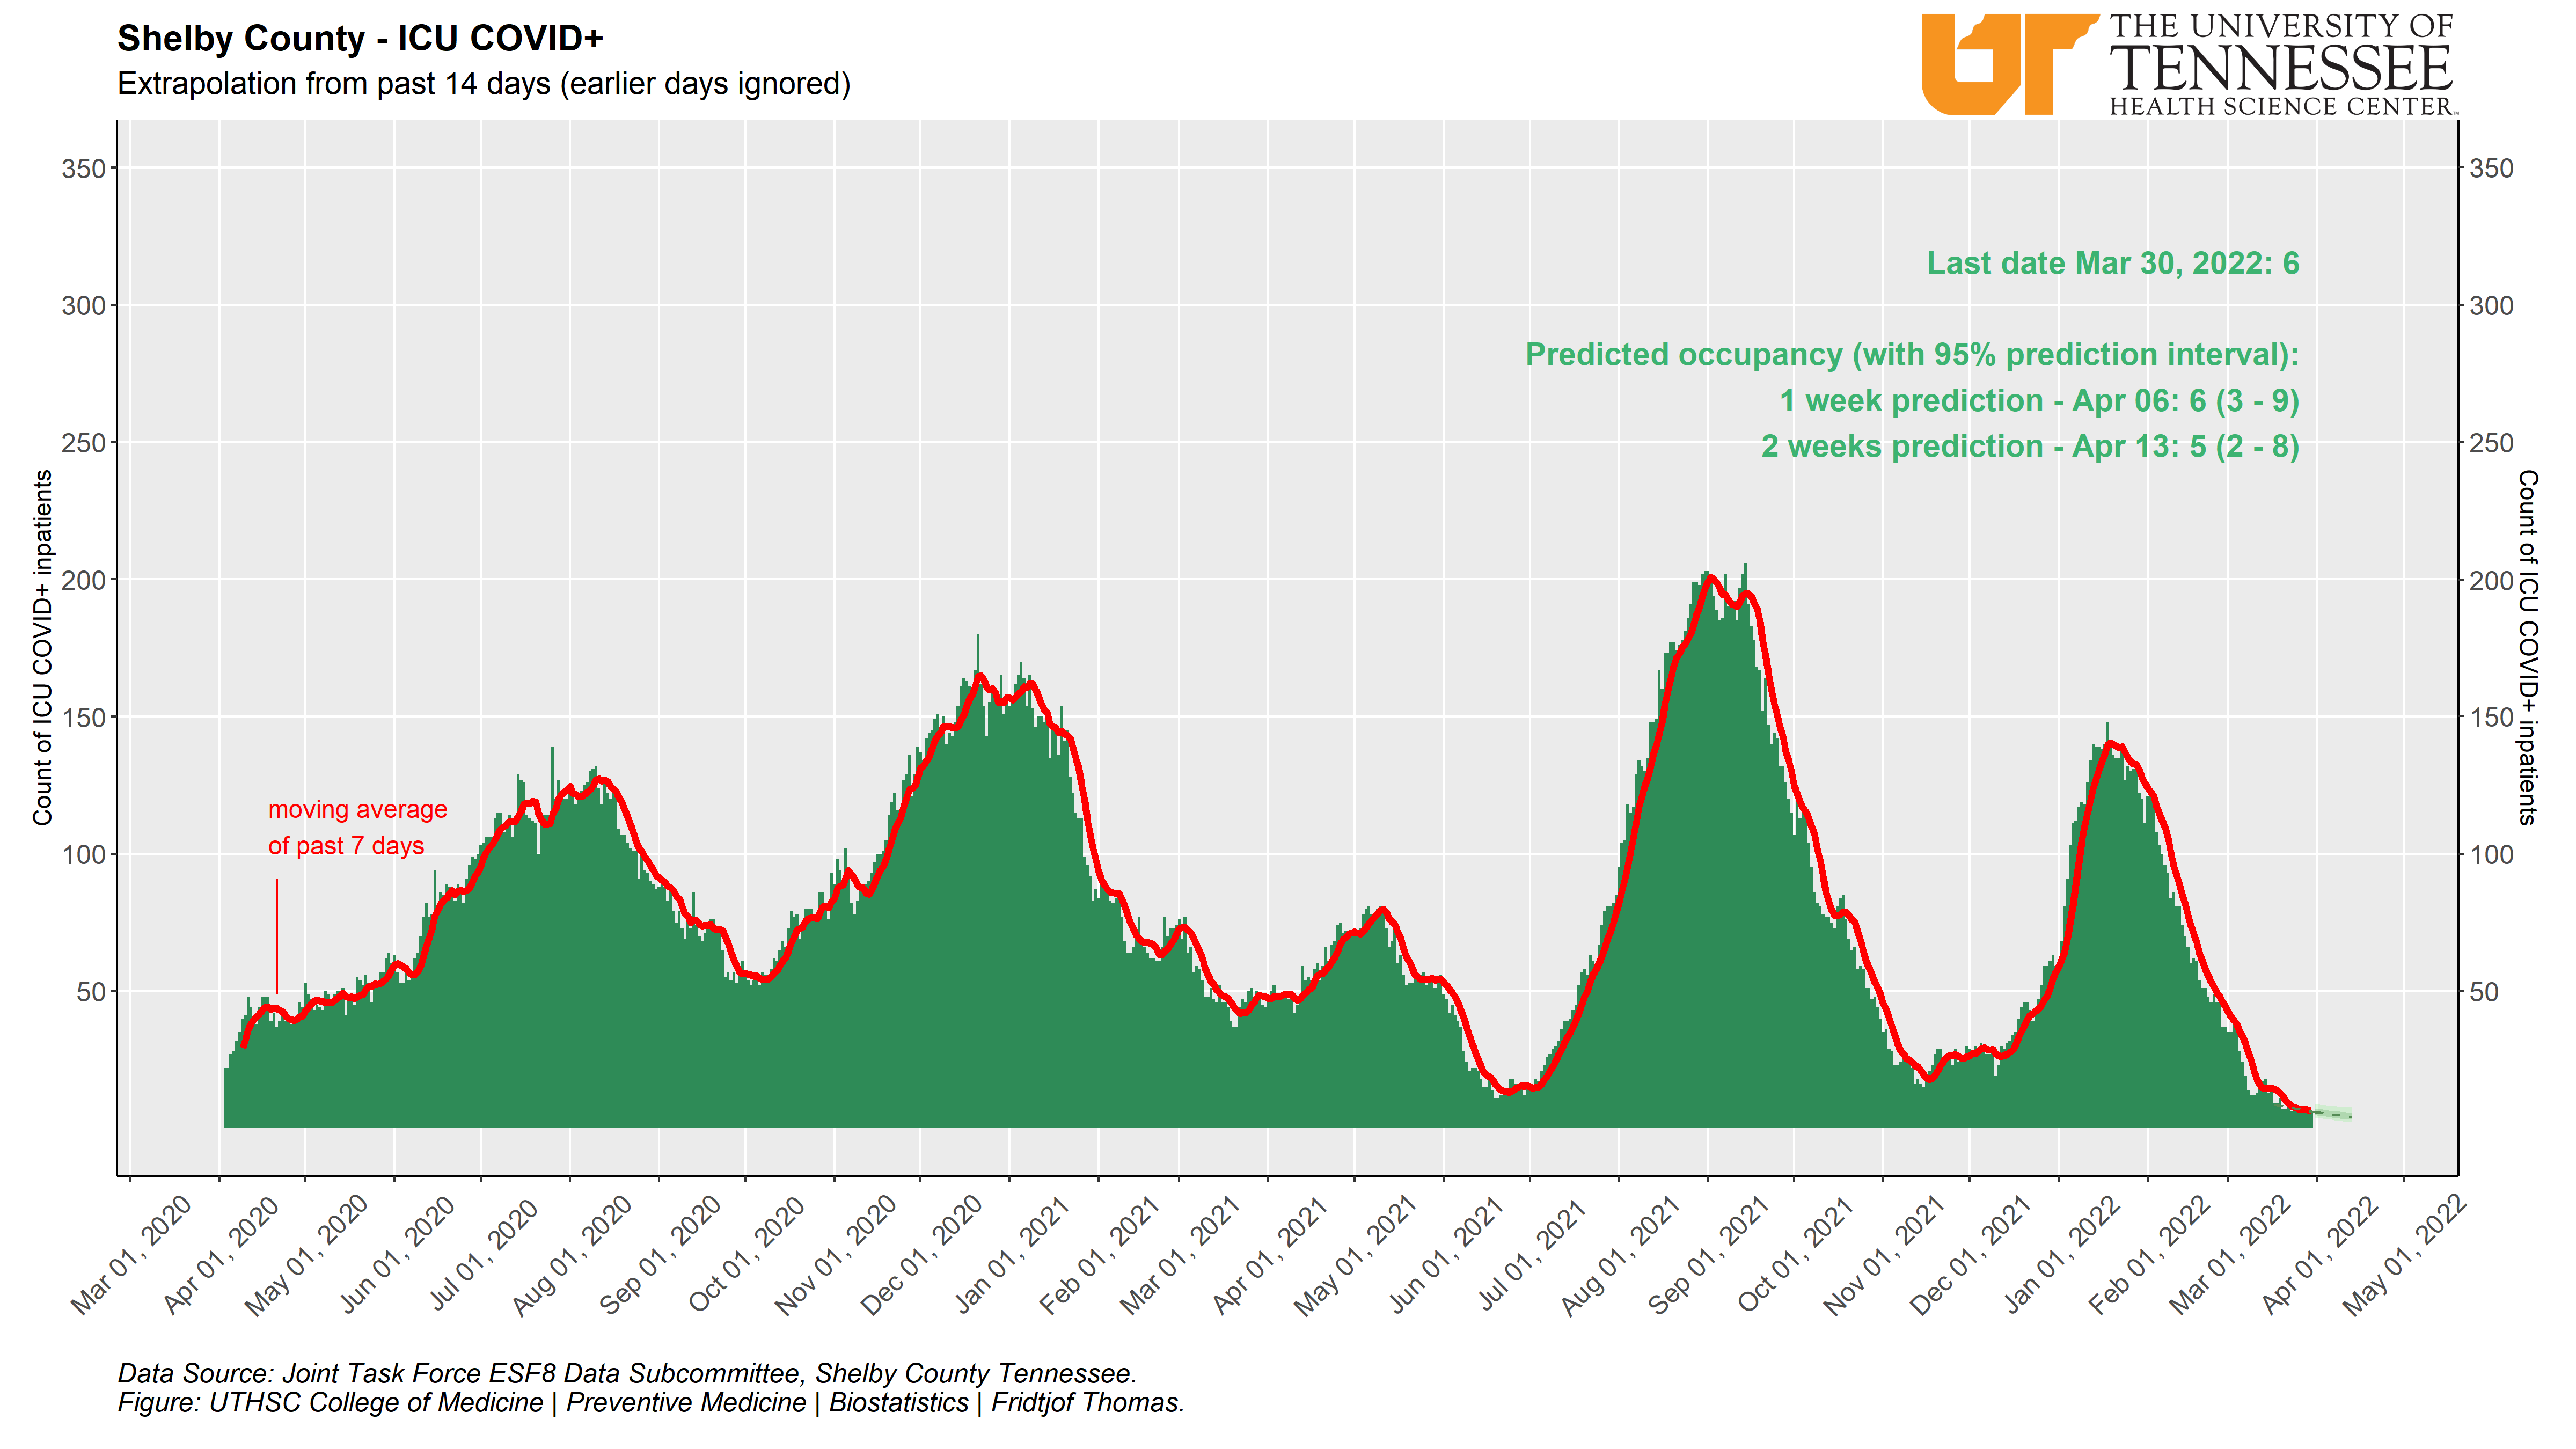 Shelby County - ICU COVID+
Extrapolation from past 14 days (earlier days ignored)
THE UNIVERSITY OF
TENNESSEE
HEALTH SCIENCE CENTER™
350
300
250
200
150
100
50
Count of ICU COVID+ inpatients
Last date Mar 30, 2022: 6
Predicted occupancy (with 95% prediction interval):
1 week prediction - Apr 06: 6 (3 - 9)
2 weeks prediction - Apr 13: 5 (2 - 8)
moving average
of past 7 days
350
300
250
200
150
100
50
Count of ICU COVID+ inpatients
Mar 01, 2020
Apr 01, 2020
May 01, 2020
Jun 01, 2020
Jul 01, 2020
Aug 01, 2020
Sep 01, 2020
Oct 01, 2020
Nov 01, 2020
Dec 01, 2020
Jan 01, 2021
Feb 01, 2021
Mar 01, 2021
Apr 01, 2021
May 01, 2021
Jun 01, 2021
Jul 01, 2021
Aug 01, 2021
Sep 01, 2021
Oct 01, 2021
Nov 01, 2021
Dec 01, 2021
Jan 01, 2022
Feb 01, 2022
Mar 01, 2022
Apr 01, 2022
May 01, 2022
Data Source: Joint Task Force ESF8 Data Subcommittee, Shelby County Tennessee.
Figure: UTHSC College of Medicine | Preventive Medicine | Biostatistics | Fridtjof Thomas.